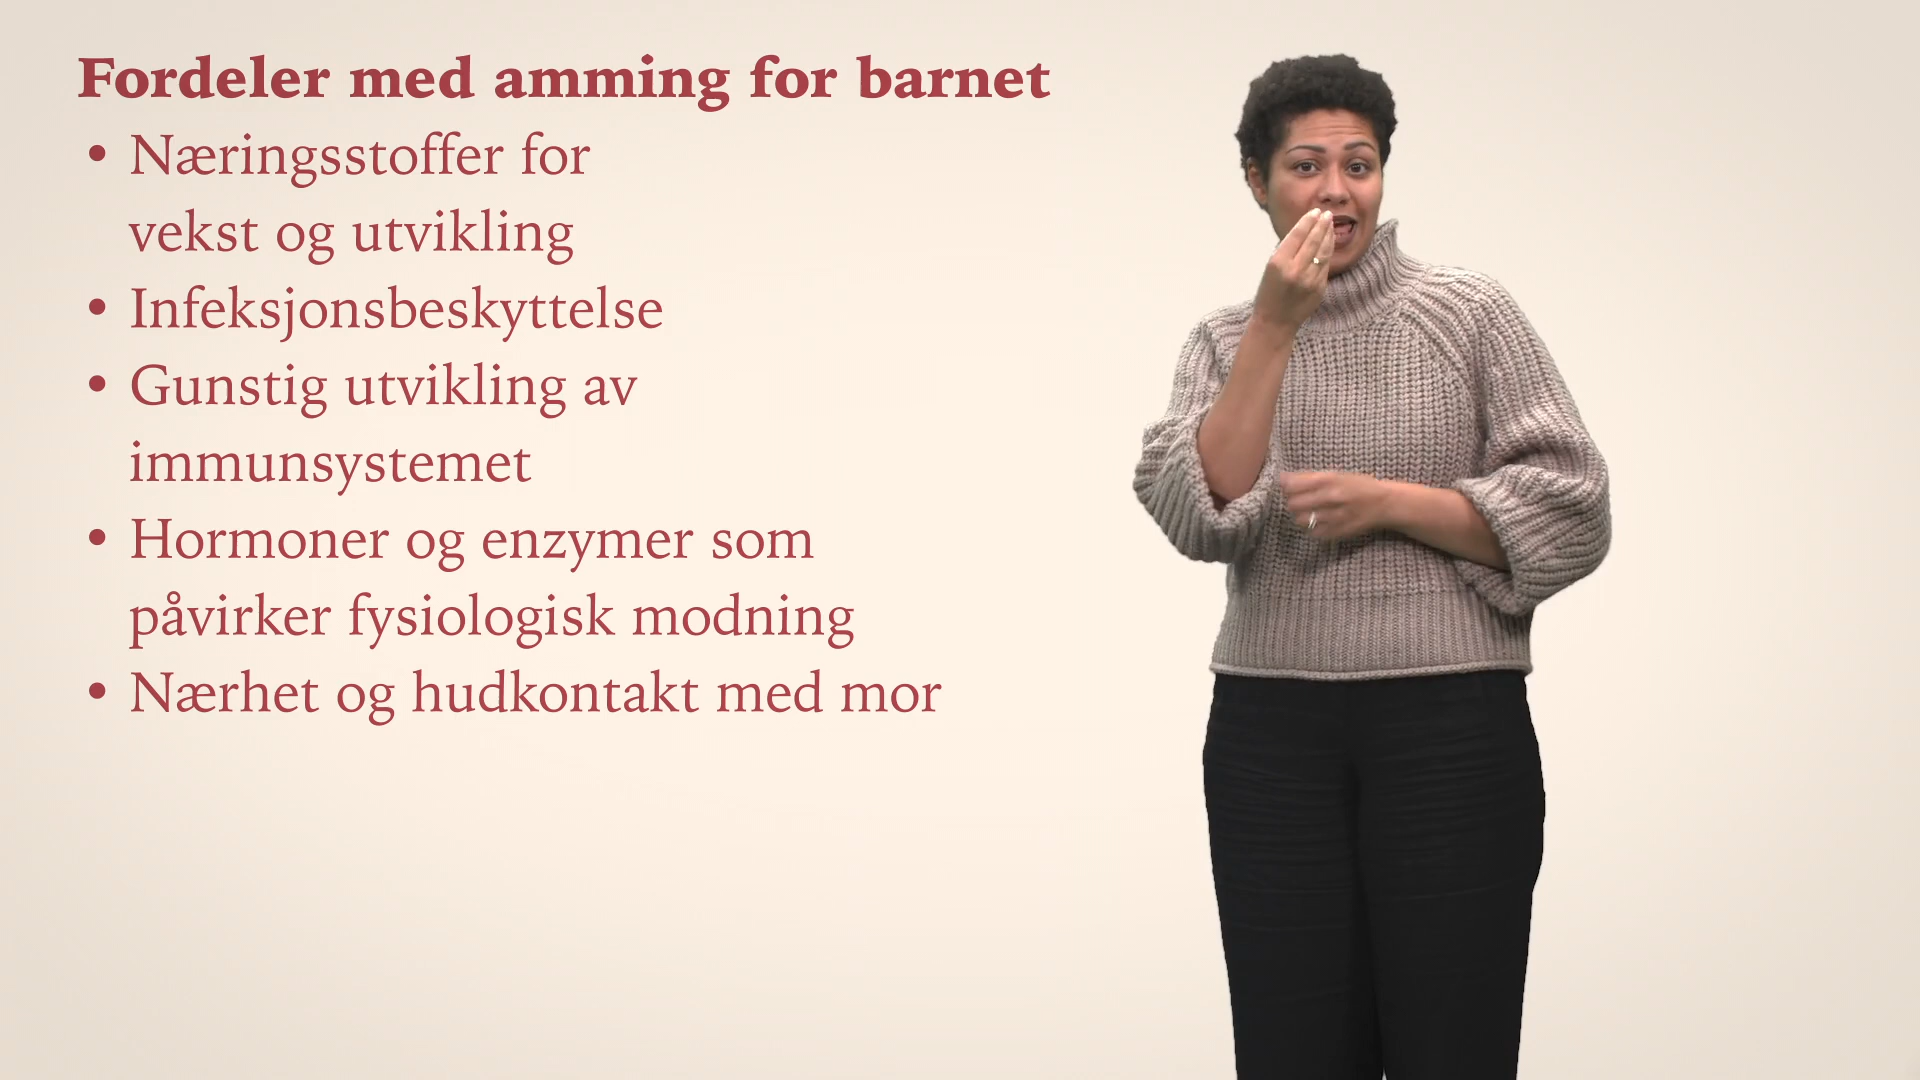 Fordeler med amming for barnet
• Næringsstoffer for
vekst og utvikling
• Infeksjonsbeskyttelse
• Gunstig utvikling av
immunsystemet
• Hormoner og enzymer som
påvirker fysiologisk modning
• Nærhet og hudkontakt med mor